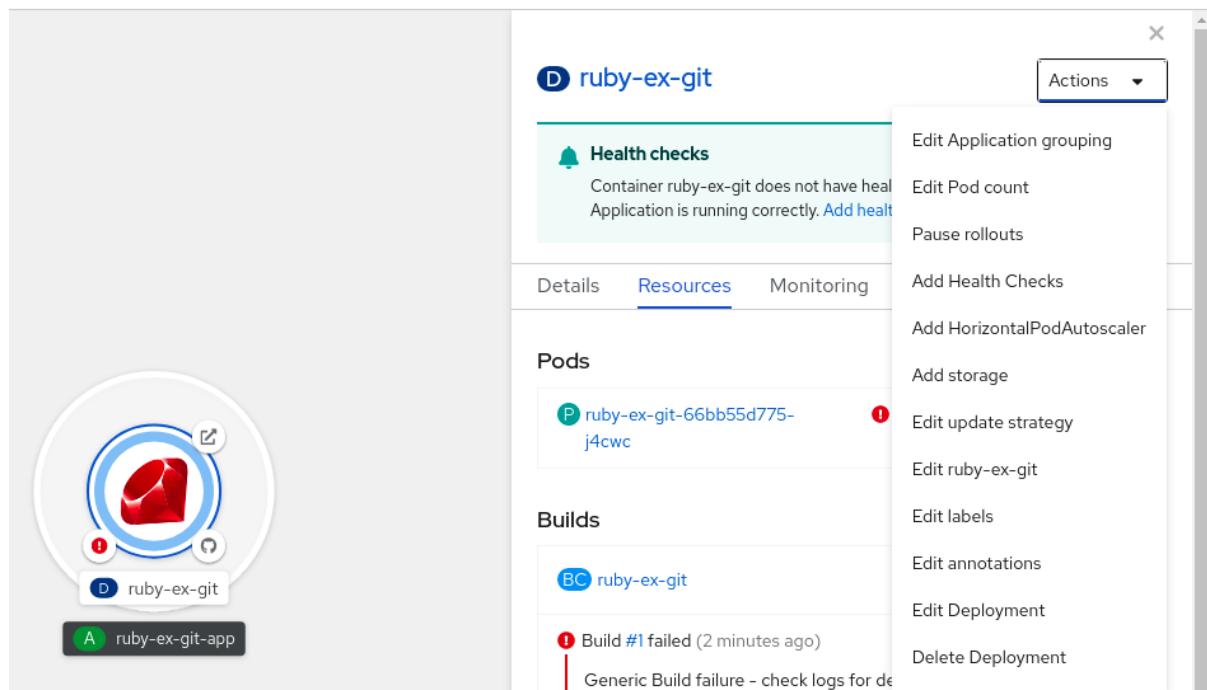 D ruby-ex-git
Actions
Health checks
Container ruby-ex-git does not have heal
Application is running correctly. Add healt
Edit Application grouping
Edit Pod count
Pause rollouts
Add Health Checks
Add HorizontalPodAutoscaler
Add storage
Edit update strategy
Edit ruby-ex-git
Edit labels
Edit annotations
Edit Deployment
Delete Deployment
Details Resources Monitoring
Pods
P ruby-ex-git-66bb55d775-
j4cwc
Builds
BC ruby-ex-git
Build #1 failed (2 minutes ago)
Generic Build failure - check logs for de
D ruby-ex-git
A ruby-ex-git-app